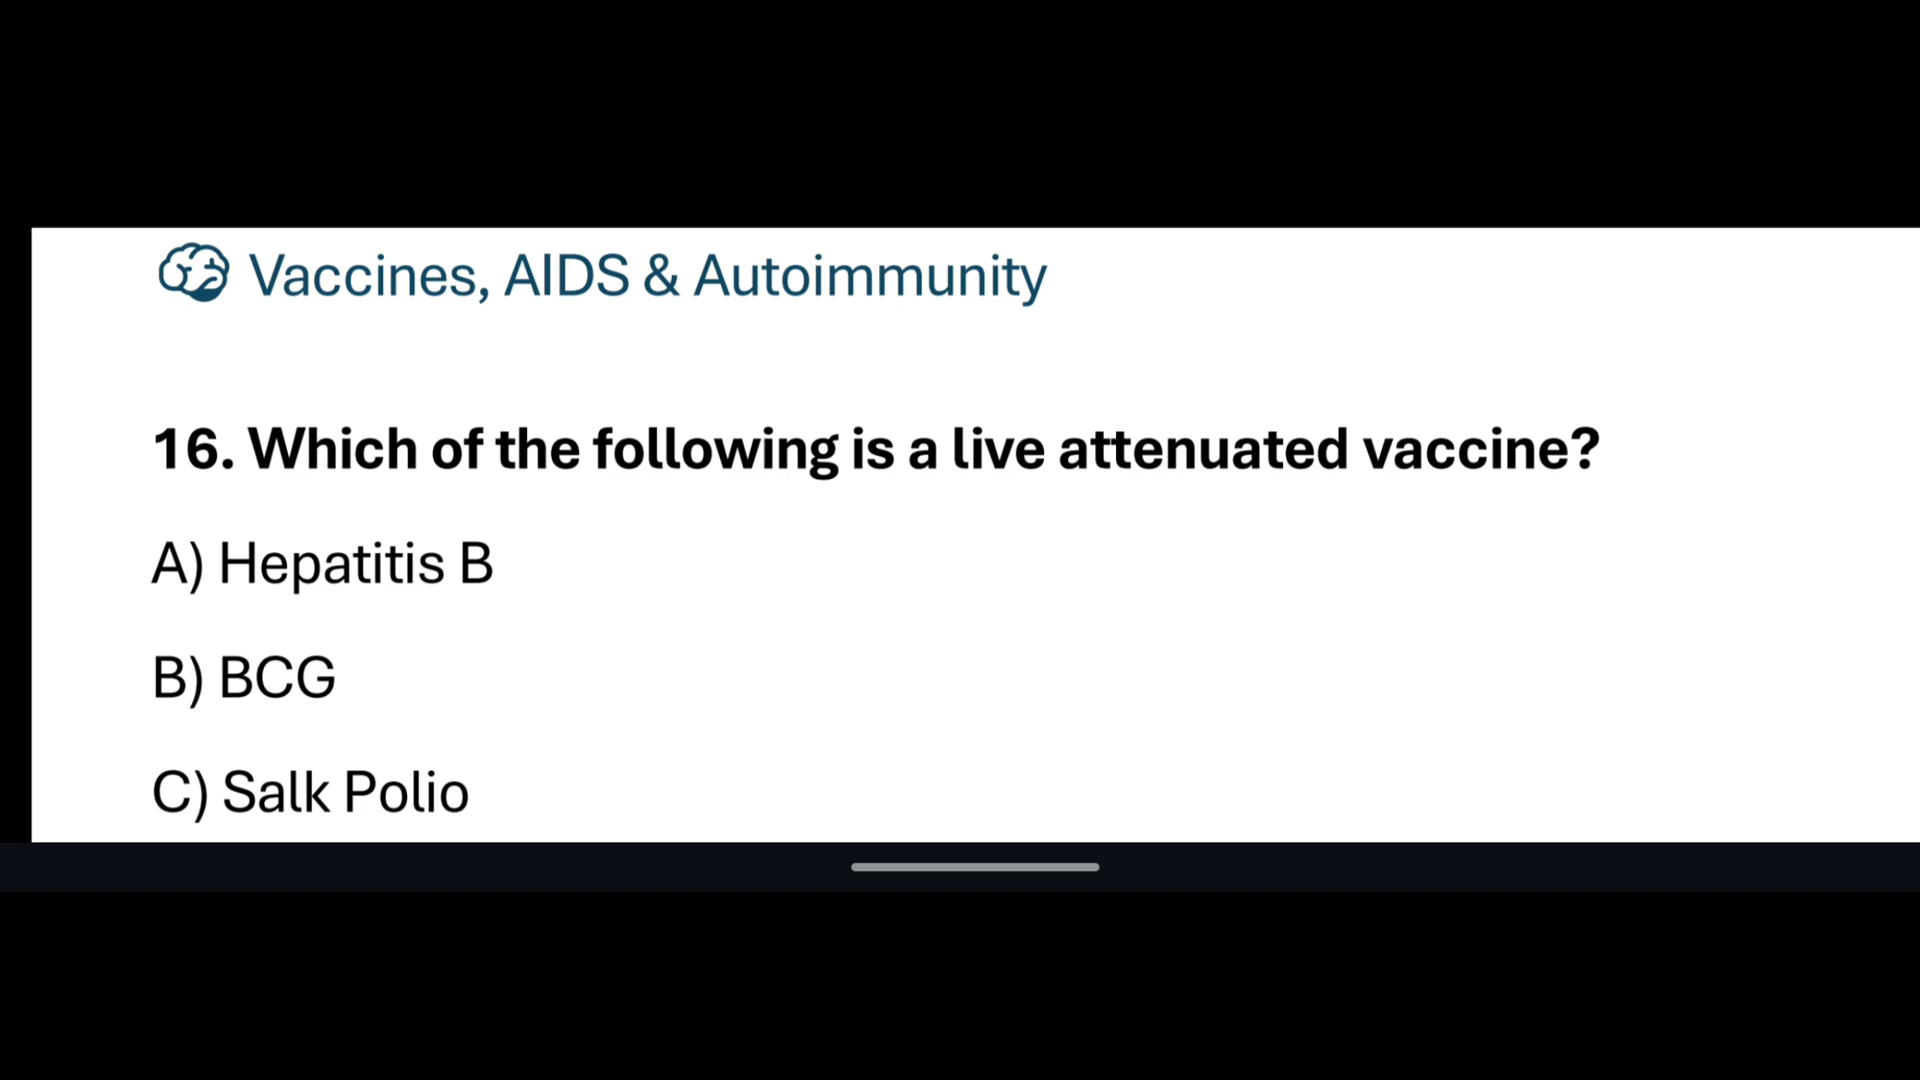 Vaccines, AIDS & Autoimmunity
16. Which of the following is a live attenuated vaccine?
A) Hepatitis B
B) BCG
C) Salk Polio